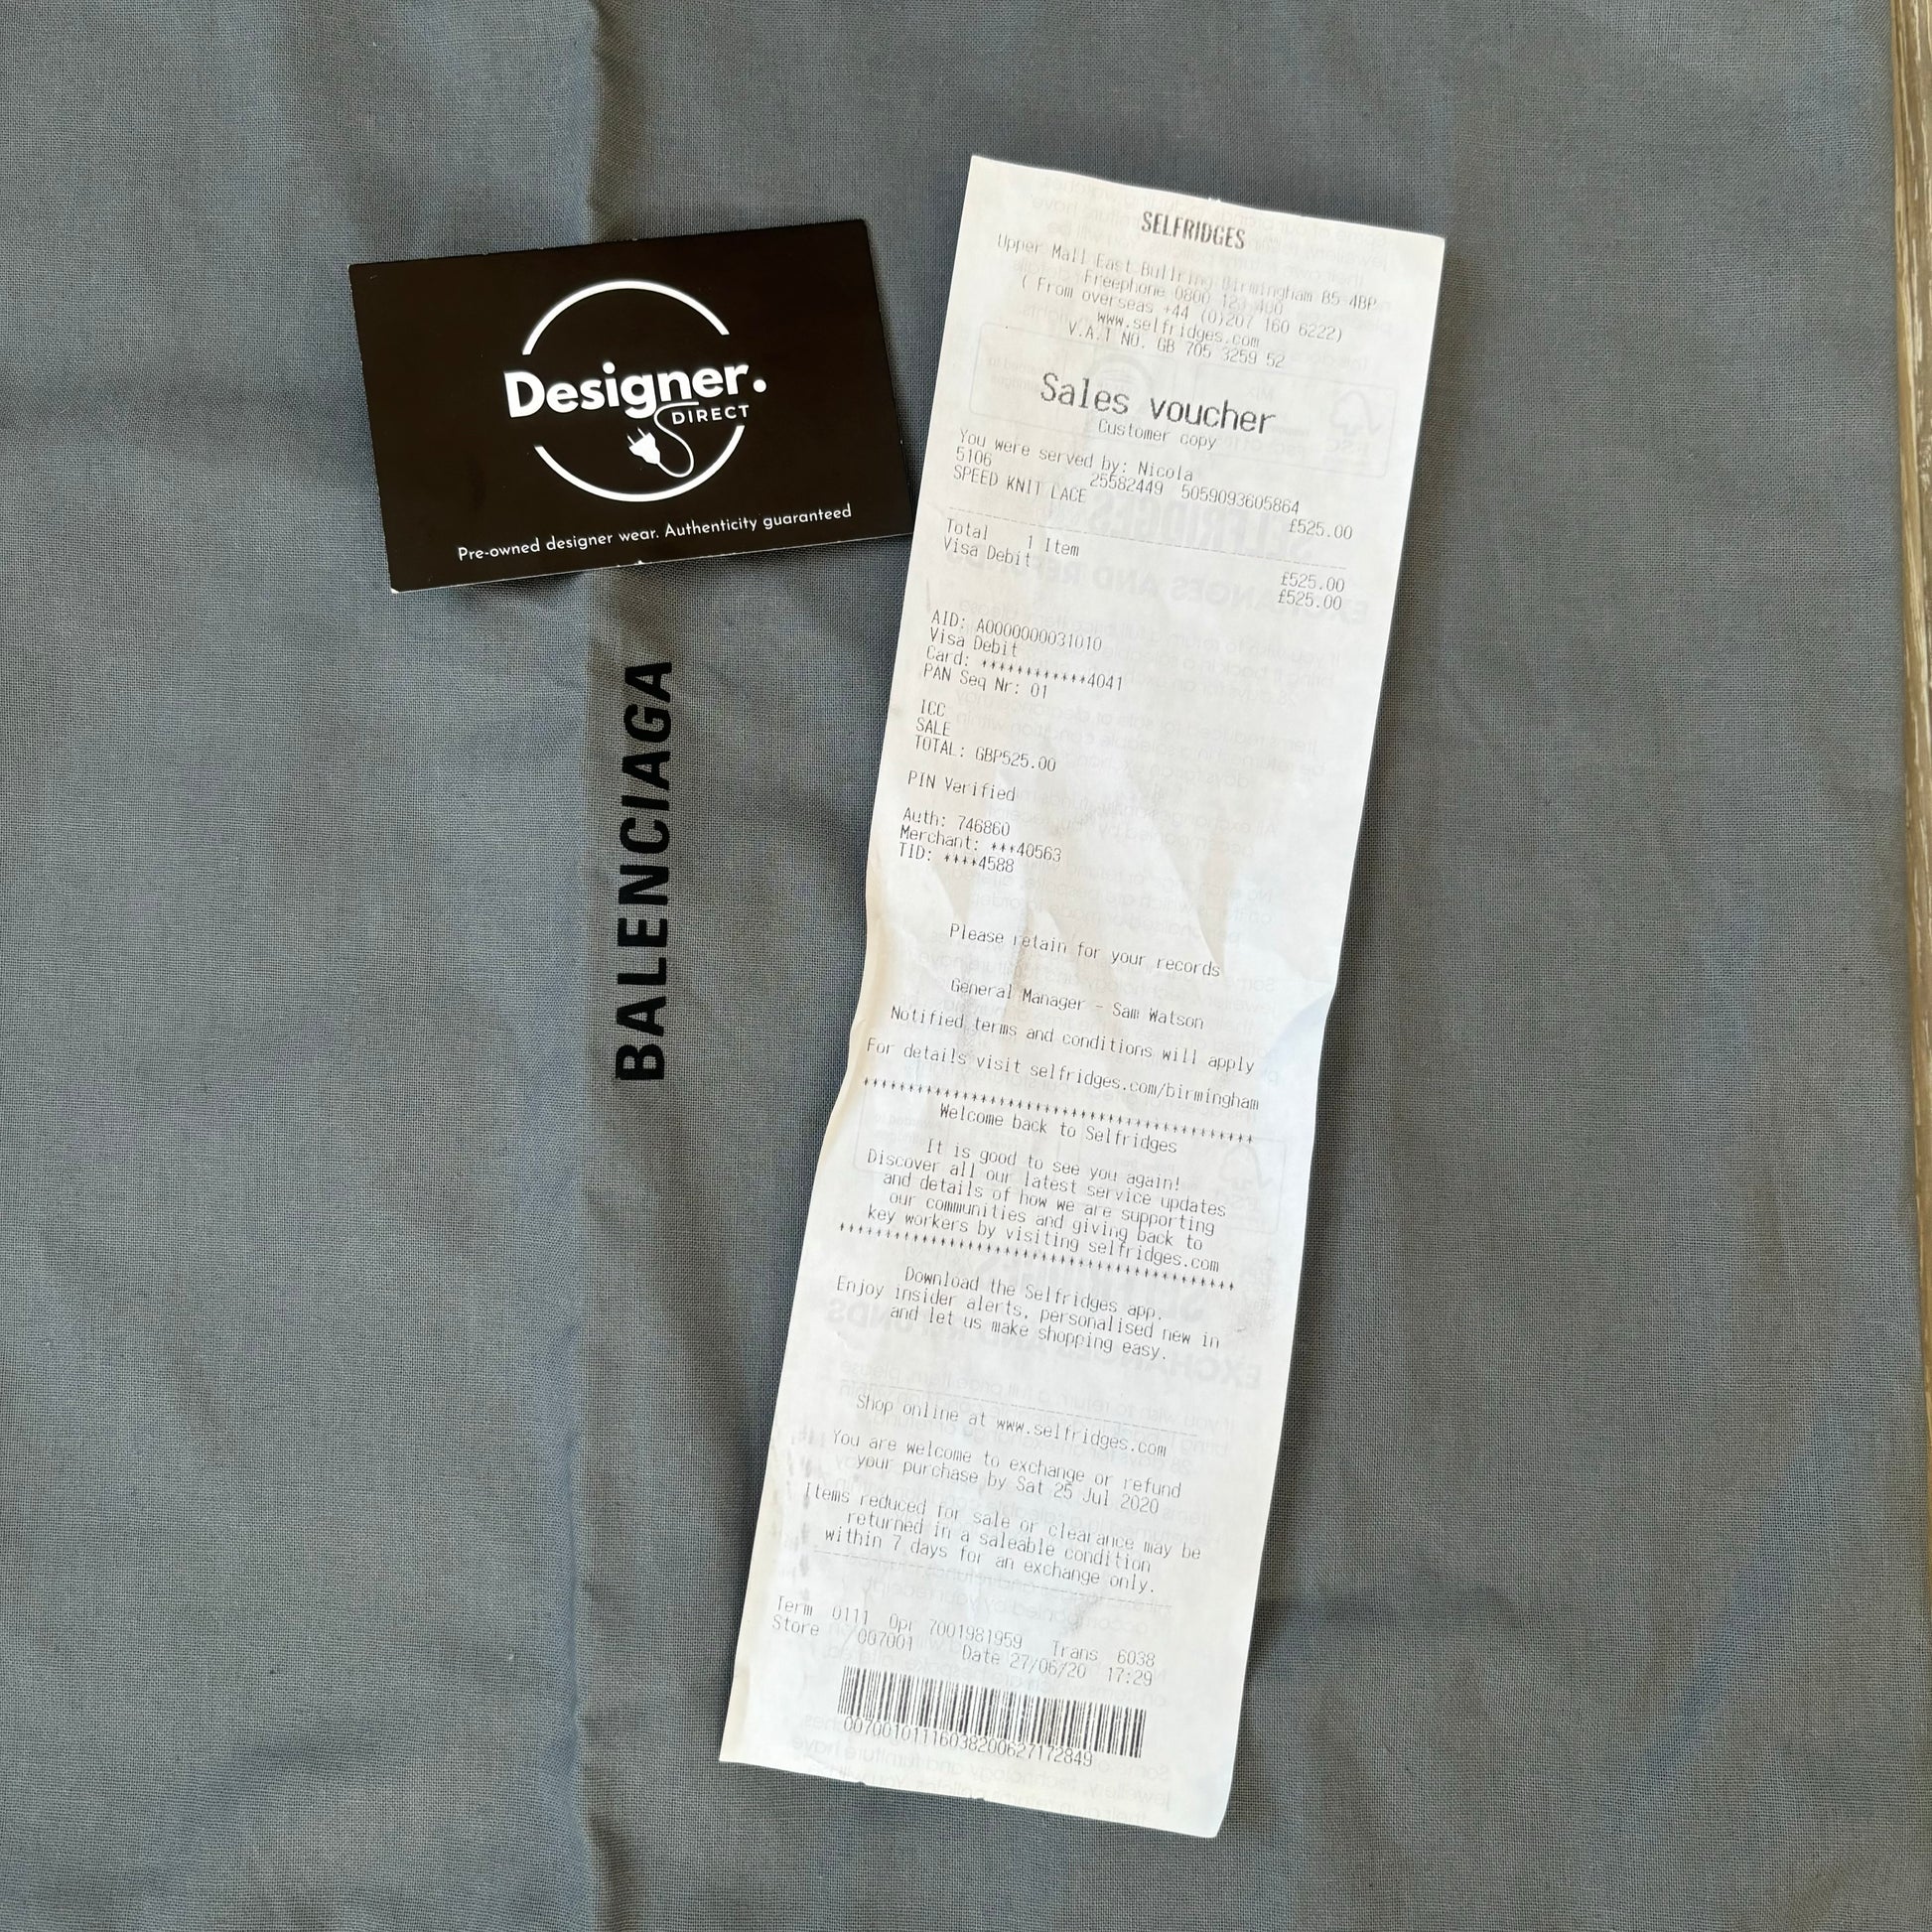 Designer.
DIRECT
Pre-owned designer wear. Authenticity guaranteed
BALENCIAGA
SELFRIDGES
Upper Mall East Bullring Birmingham B5 4BP
Freephone 0800 123 400
( From overseas +44 (0)207 160 6222)
www.selfridges.com
V.A.T NO. GB 705 3259 52
Sales voucher
Customer copy
You were served by: Nicola
5106 25582449 5059093605864
SPEED KNIT LACE £525.00
Total 1 Item £525.00
Visa Debit £525.00
AID: A0000000031010
Visa Debit
Card: ************4041
PAN Seq Nr: 01
ICC
SALE
TOTAL: GBP525.00
PIN Verified
Auth: 746860
Merchant: ***40563
TID: ****4588
Please retain for your records
General Manager - Sam Watson
Notified terms and conditions will apply
For details visit selfridges.com/birmingham
******************************************
Welcome back to Selfridges
It is good to see you again!
Discover all our latest service updates
and details of how we are supporting
our communities and giving back to
key workers by visiting selfridges.com
******************************************
Download the Selfridges app.
Enjoy insider alerts, personalised new in
and let us make shopping easy.
Shop online at www.selfridges.com
You are welcome to exchange or refund
your purchase by Sat 25 Jul 2020
Items reduced for sale or clearance may be
returned in a saleable condition
within 7 days for an exchange only.
Term 0111 Opr 7001981959 Trans 6038
Store 007001 Date 27/06/20 17:29
00700101116038200627172849